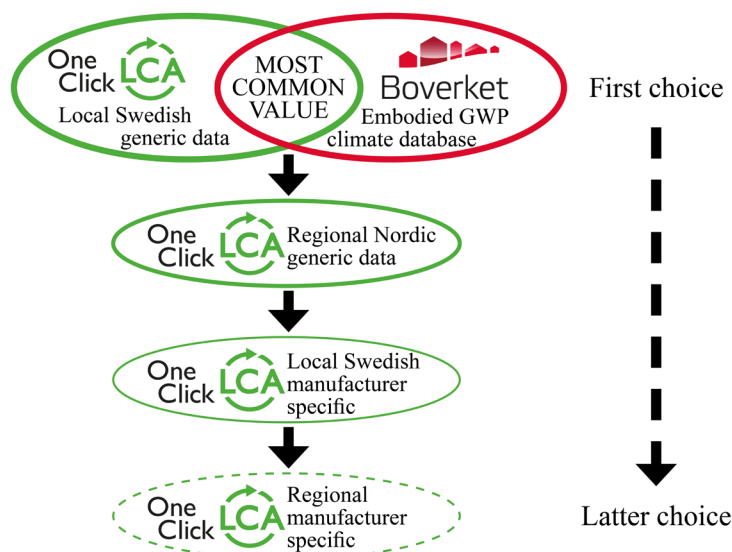 One
Click LCA
Local Swedish
generic data
MOST
COMMON
VALUE
Boverket
Embodied GWP
climate database
First choice
One
Click LCA
Regional Nordic
generic data
One
Click LCA
Local Swedish
manufacturer
specific
One
Click LCA
Regional
manufacturer
specific
Latter choice